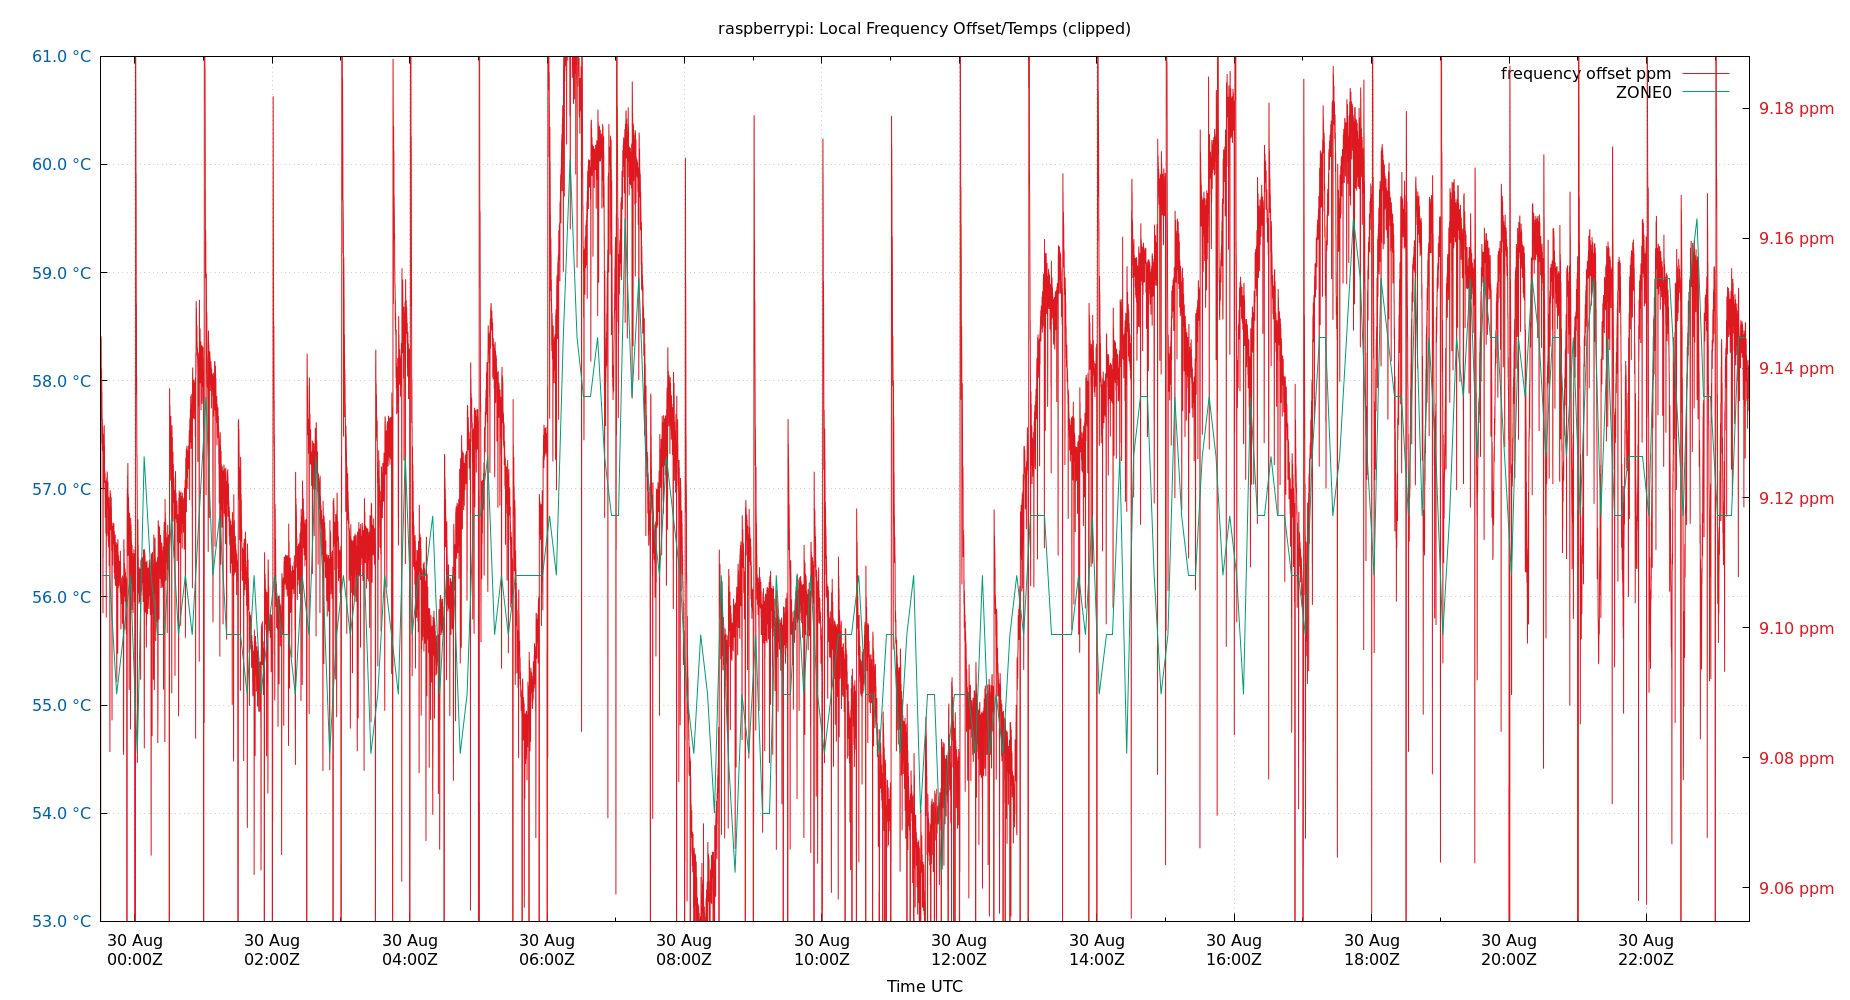 raspberrypi: Local Frequency Offset/Temps (clipped)
frequency offset ppm
ZONE0
61.0 °C
60.0 °C
59.0 °C
58.0 °C
57.0 °C
56.0 °C
55.0 °C
54.0 °C
53.0 °C
9.18 ppm
9.16 ppm
9.14 ppm
9.12 ppm
9.10 ppm
9.08 ppm
9.06 ppm
30 Aug 30 Aug 30 Aug 30 Aug 30 Aug 30 Aug 30 Aug 30 Aug 30 Aug 30 Aug 30 Aug 30 Aug
00:00Z 02:00Z 04:00Z 06:00Z 08:00Z 10:00Z 12:00Z 14:00Z 16:00Z 18:00Z 20:00Z 22:00Z
Time UTC